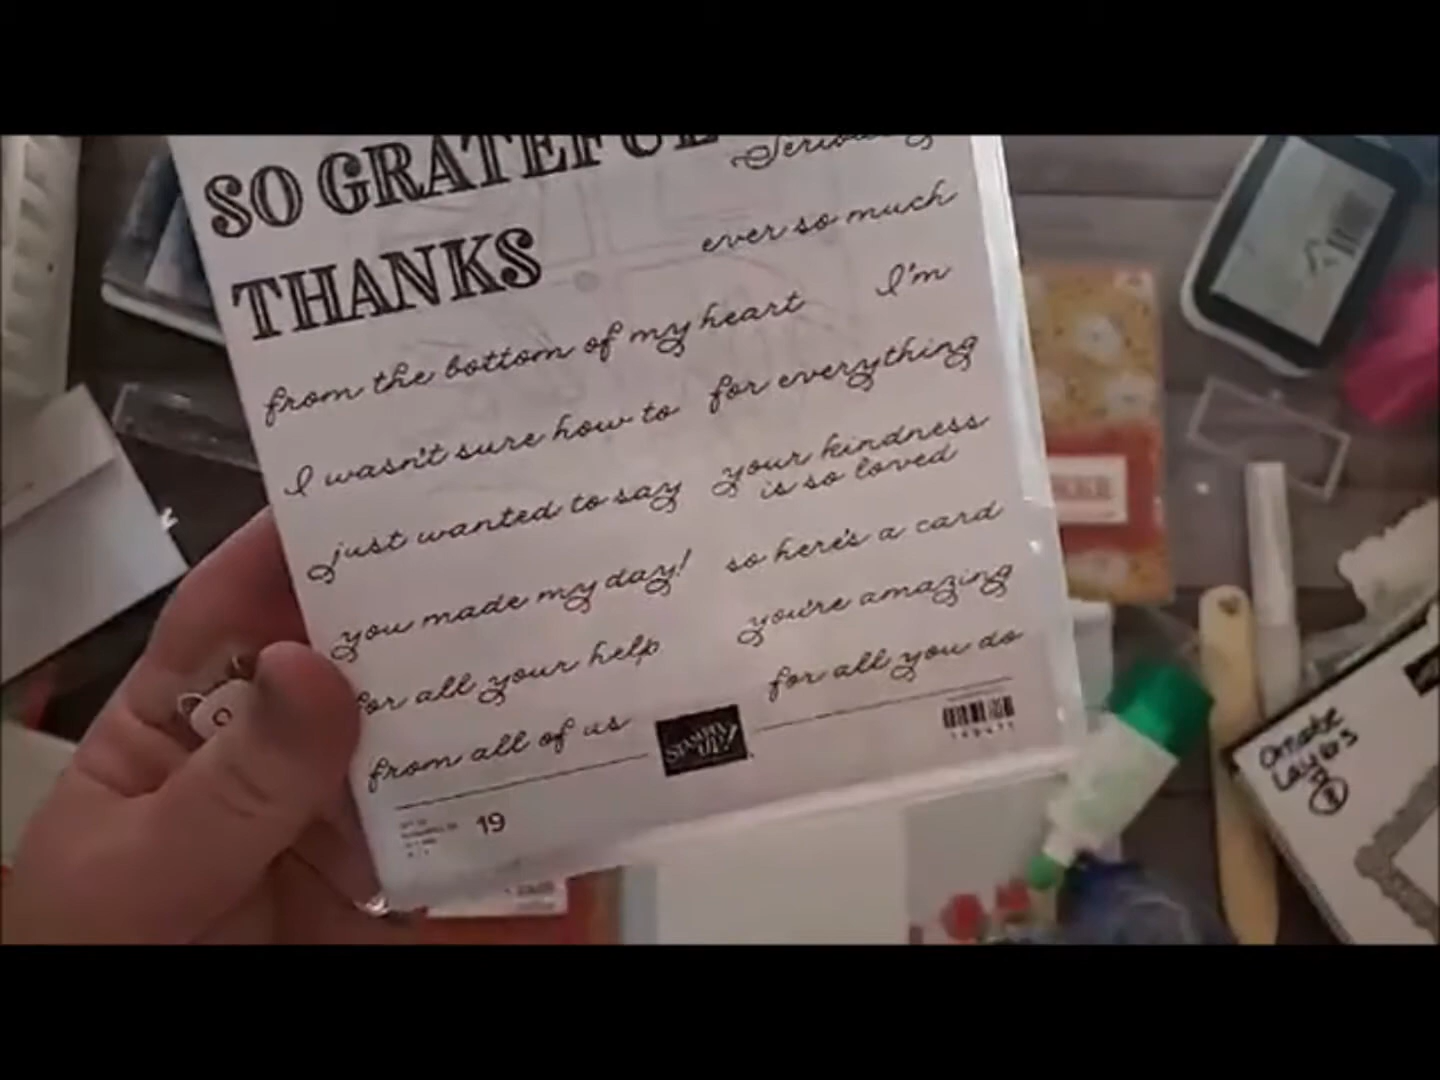 SO GRATEFUL
Seriously
THANKS
ever so much
from the bottom of my heart
I'm
I wasn't sure how to
for everything
just wanted to say
your kindness
is so loved
you made my day!
so here's a card
for all your help
you're amazing
from all of us
for all you do
STAMPIN' UP!
19
Ornate
Layers